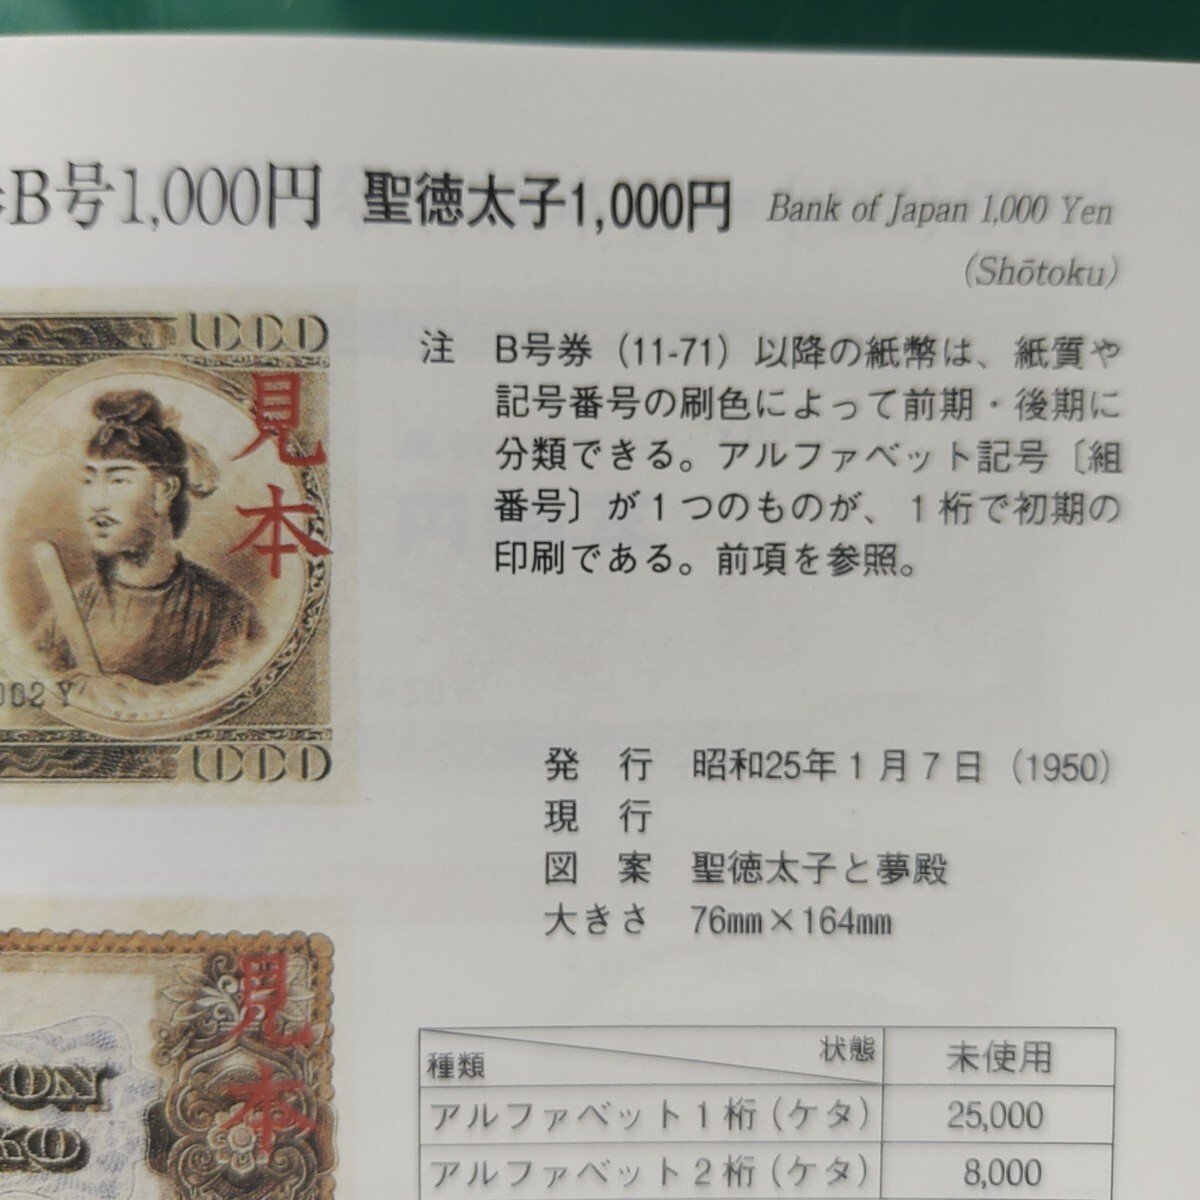 B号1,000円 聖徳太子1,000円 Bank of Japan 1,000 Yen
(Shōtoku)
1000
見本
注 B号券（11-71）以降の紙幣は、紙質や
記号番号の刷色によって前期・後期に
分類できる。アルファベット記号〔組
番号〕が1つのものが、1桁で初期の
印刷である。前項を参照。
062Y
1000
発行 昭和25年1月7日（1950）
現行
図案 聖徳太子と夢殿
大きさ 76mm×164mm
見本
種類 状態 未使用
アルファベット1桁(ケタ) 25,000
アルファベット2桁(ケタ) 8,000